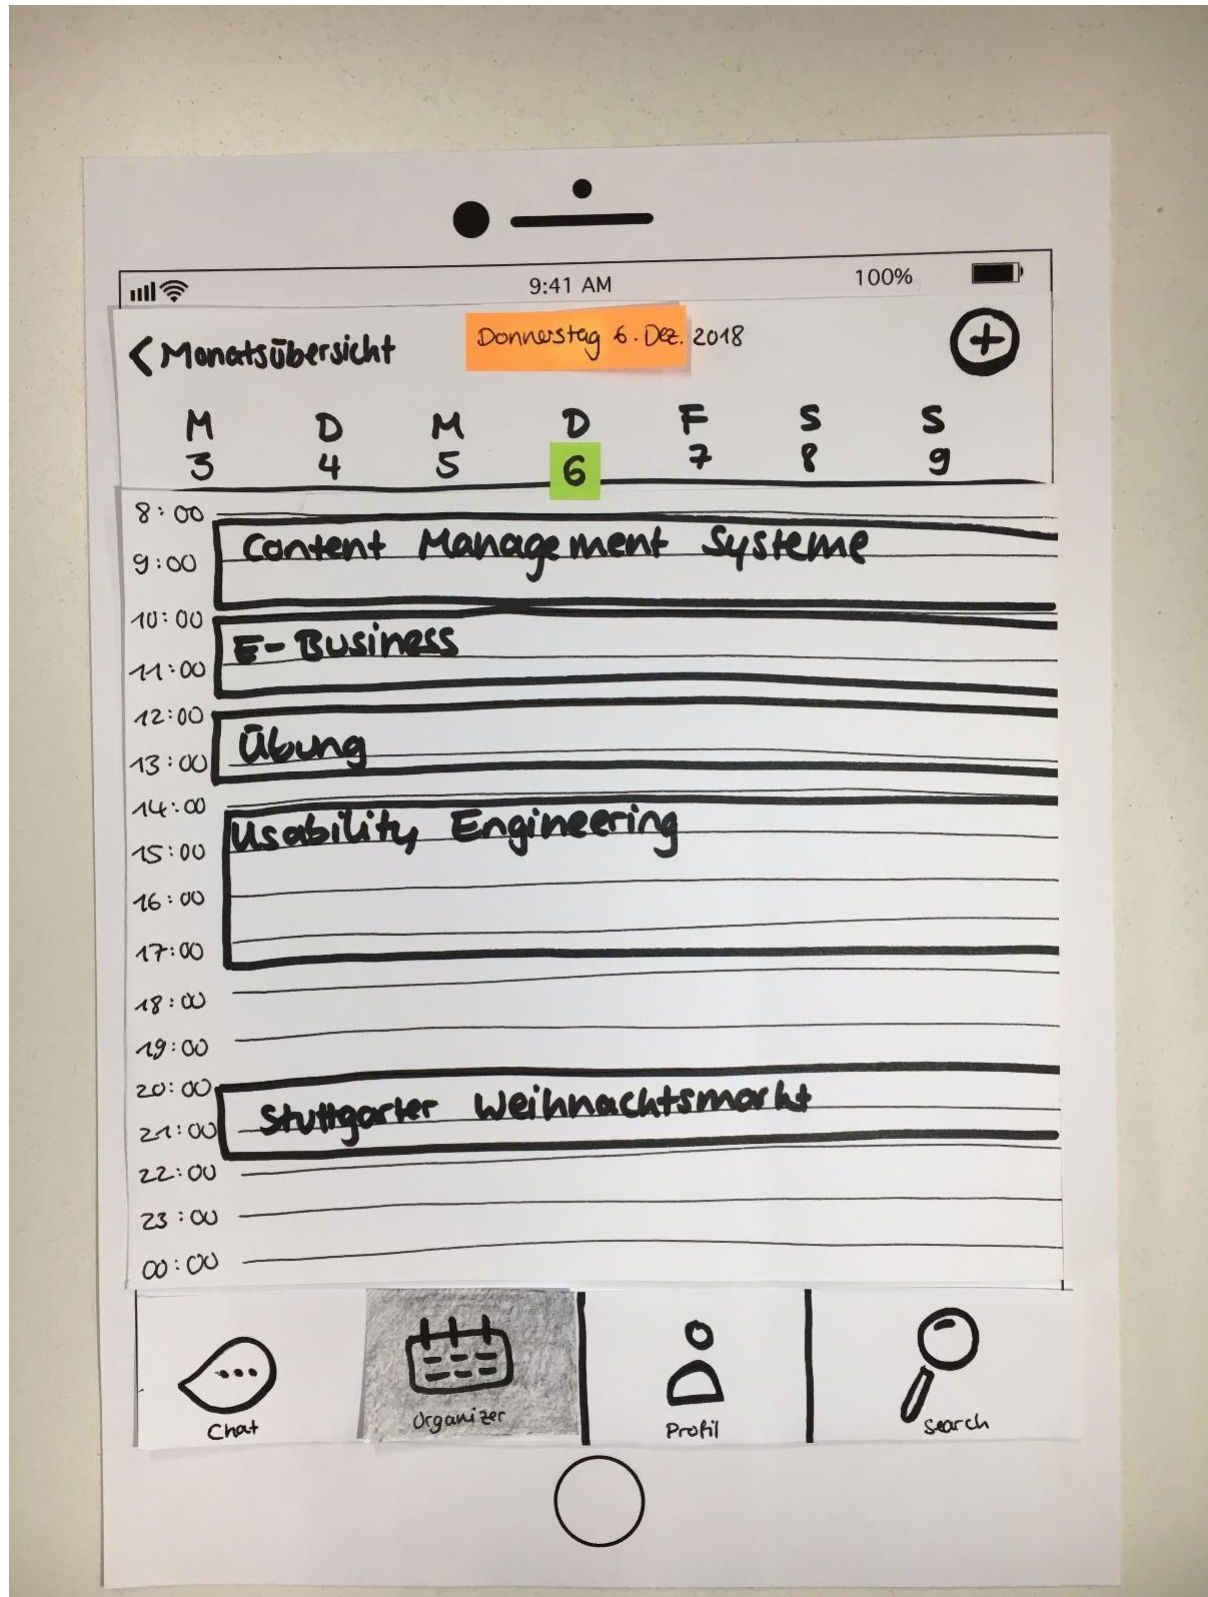 9:41 AM 100%
Monatsübersicht Donnerstag 6. Dez. 2018
M D M D F S S
3 4 5 6 7 8 9
8:00
Content Management Systeme
9:00
10:00
E-Business
11:00
12:00
Übung
13:00
14:00
Usability Engineering
15:00
16:00
17:00
18:00
19:00
20:00
Stuttgarter Weihnachtsmarkt
21:00
22:00
23:00
00:00
Chat Organizer Profil Search